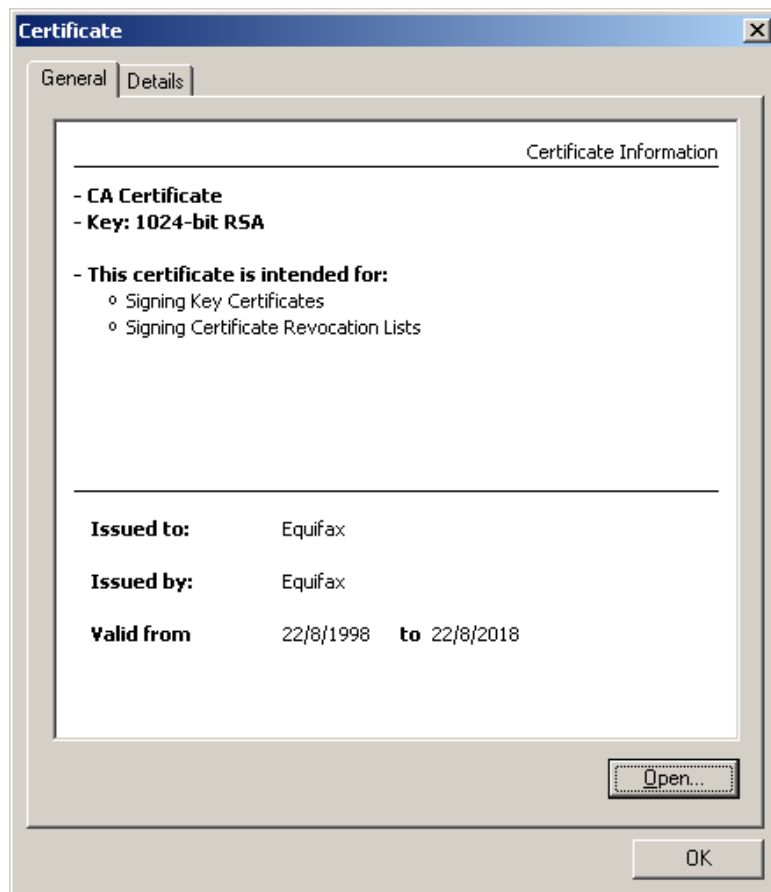 Certificate
General Details
Certificate Information
- CA Certificate
- Key: 1024-bit RSA
- This certificate is intended for:
o Signing Key Certificates
o Signing Certificate Revocation Lists
Issued to: Equifax
Issued by: Equifax
Valid from 22/8/1998 to 22/8/2018
Open...
OK